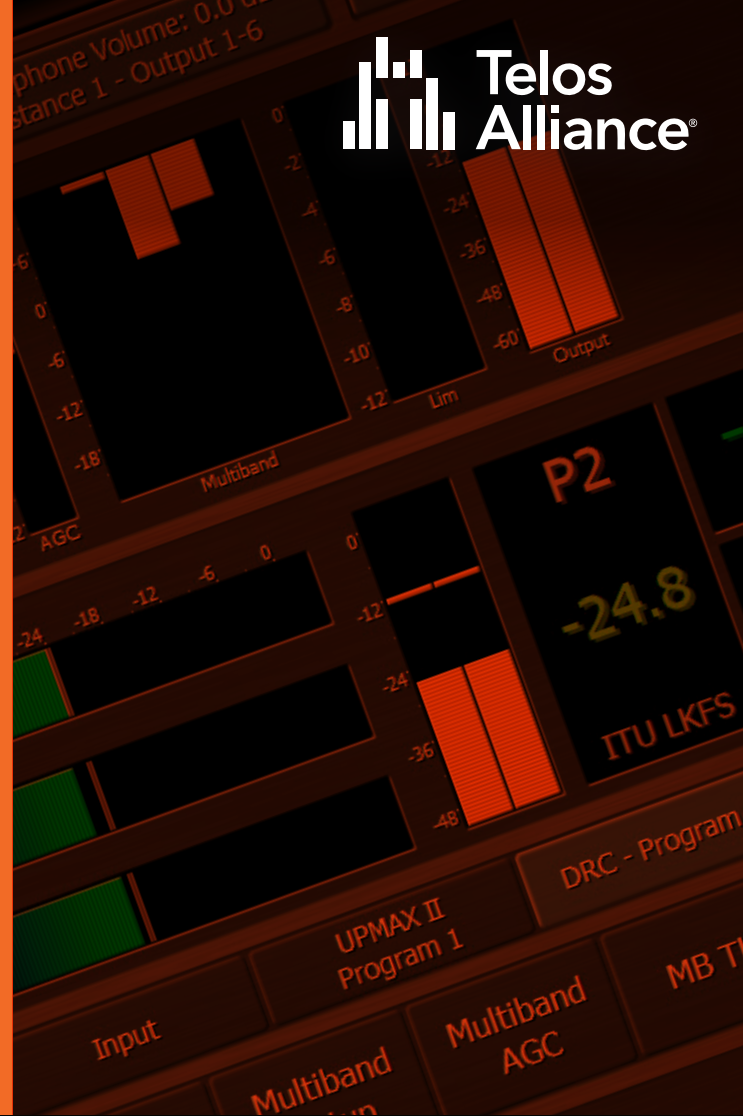 phone Volume: 0.0 d
stance 1 - Output 1-6
Telos
Alliance®
0
-2
-4
-6
-8
-10
-12
Lim
-12
-24
-36
-48
-60
Output
-6
0
-6
-12
-18
Multiband
AGC
-24 -18 -12 -6 0
0
-12
-24
-36
-48
P2
-24.8
ITU LKFS
DRC - Program
UPMAX II
Program 1
Input
MB T
Multiband
AGC
Multiband